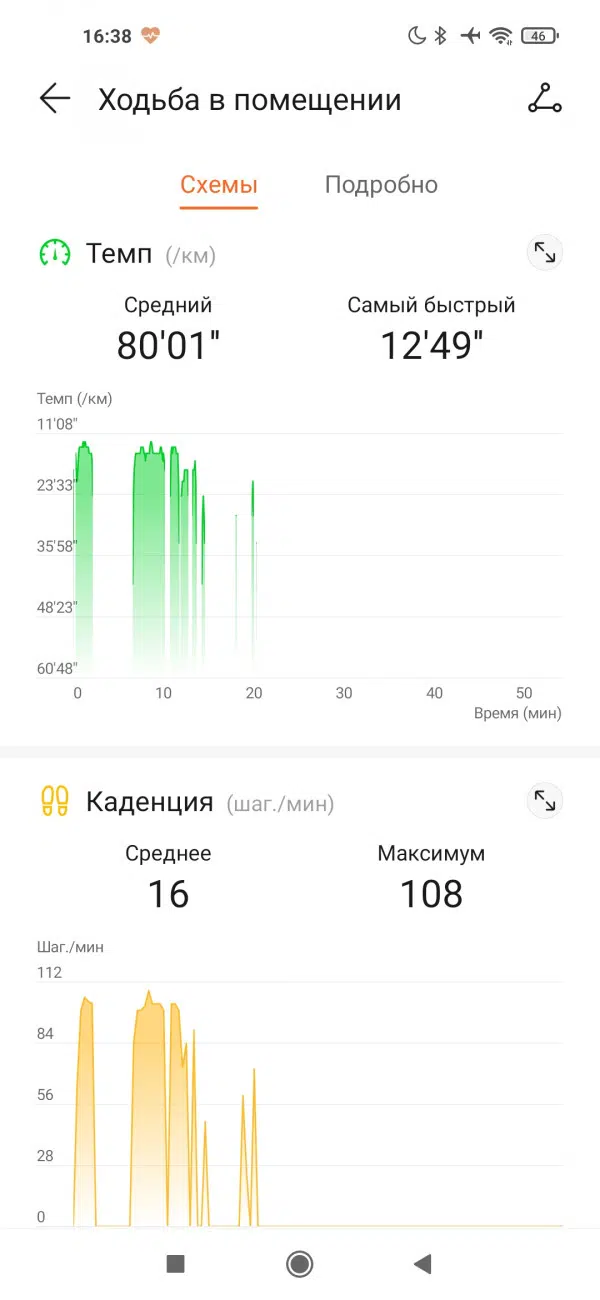 16:38
46
Ходьба в помещении
Схемы Подробно
Темп (/км)
Средний Самый быстрый
80'01" 12'49"
Темп (/км)
11'08"
23'33"
35'58"
48'23"
60'48"
0 10 20 30 40 50
Время (мин)
Каденция (шаг./мин)
Среднее Максимум
16 108
Шаг./мин
112
84
56
28
0